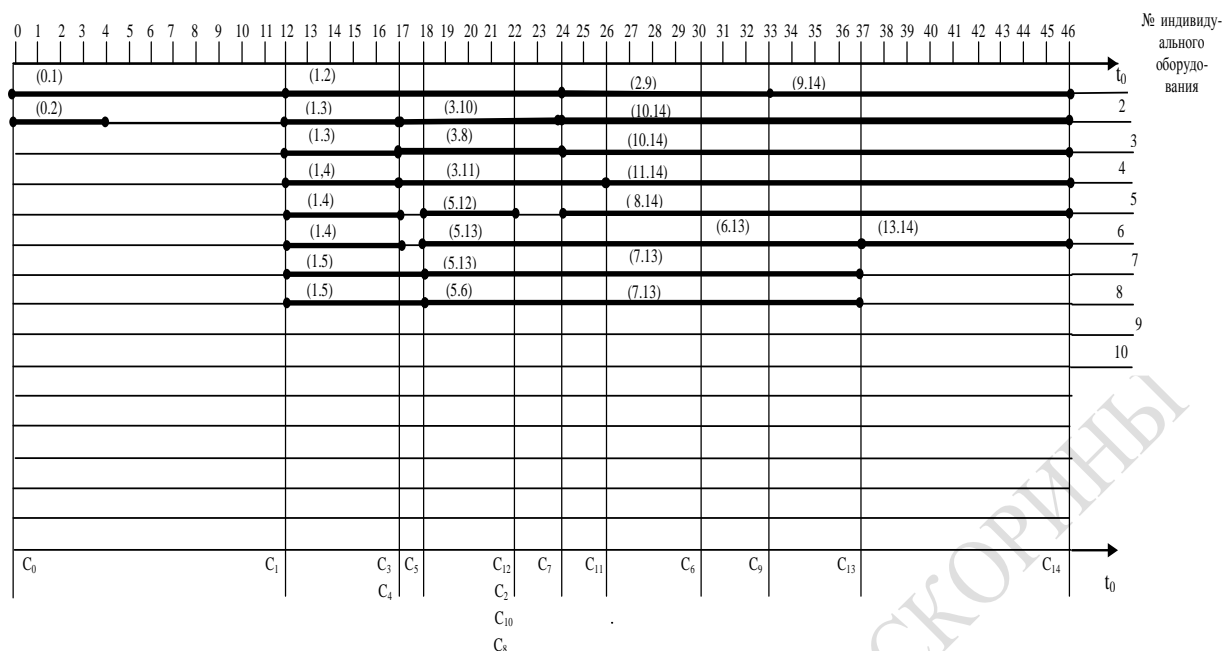 0 1 2 3 4 5 6 7 8 9 10 11 12 13 14 15 16 17 18 19 20 21 22 23 24 25 26 27 28 29 30 31 32 33 34 35 36 37 38 39 40 41 42 43 44 45 46
№ индивиду-
ального
оборудо-
вания
t₀
(0.1) (1.2) (2.9) (9.14)
(0.2) (1.3) (3.10) (10.14) 2
(1.3) (3.8) (10.14) 3
(1,4) (3.11) (11.14) 4
(1.4) (5.12) ( 8.14) 5
(1.4) (5.13) (6.13) (13.14) 6
(1.5) (5.13) (7.13) 7
(1.5) (5.6) (7.13) 8
9
10
C₀ C₁ C₃ C₅ C₁₂ C₇ C₁₁ C₆ C₉ C₁₃ C₁₄ t₀
C₄ C₂
C₁₀ .
C₈
СКОРИНЫ